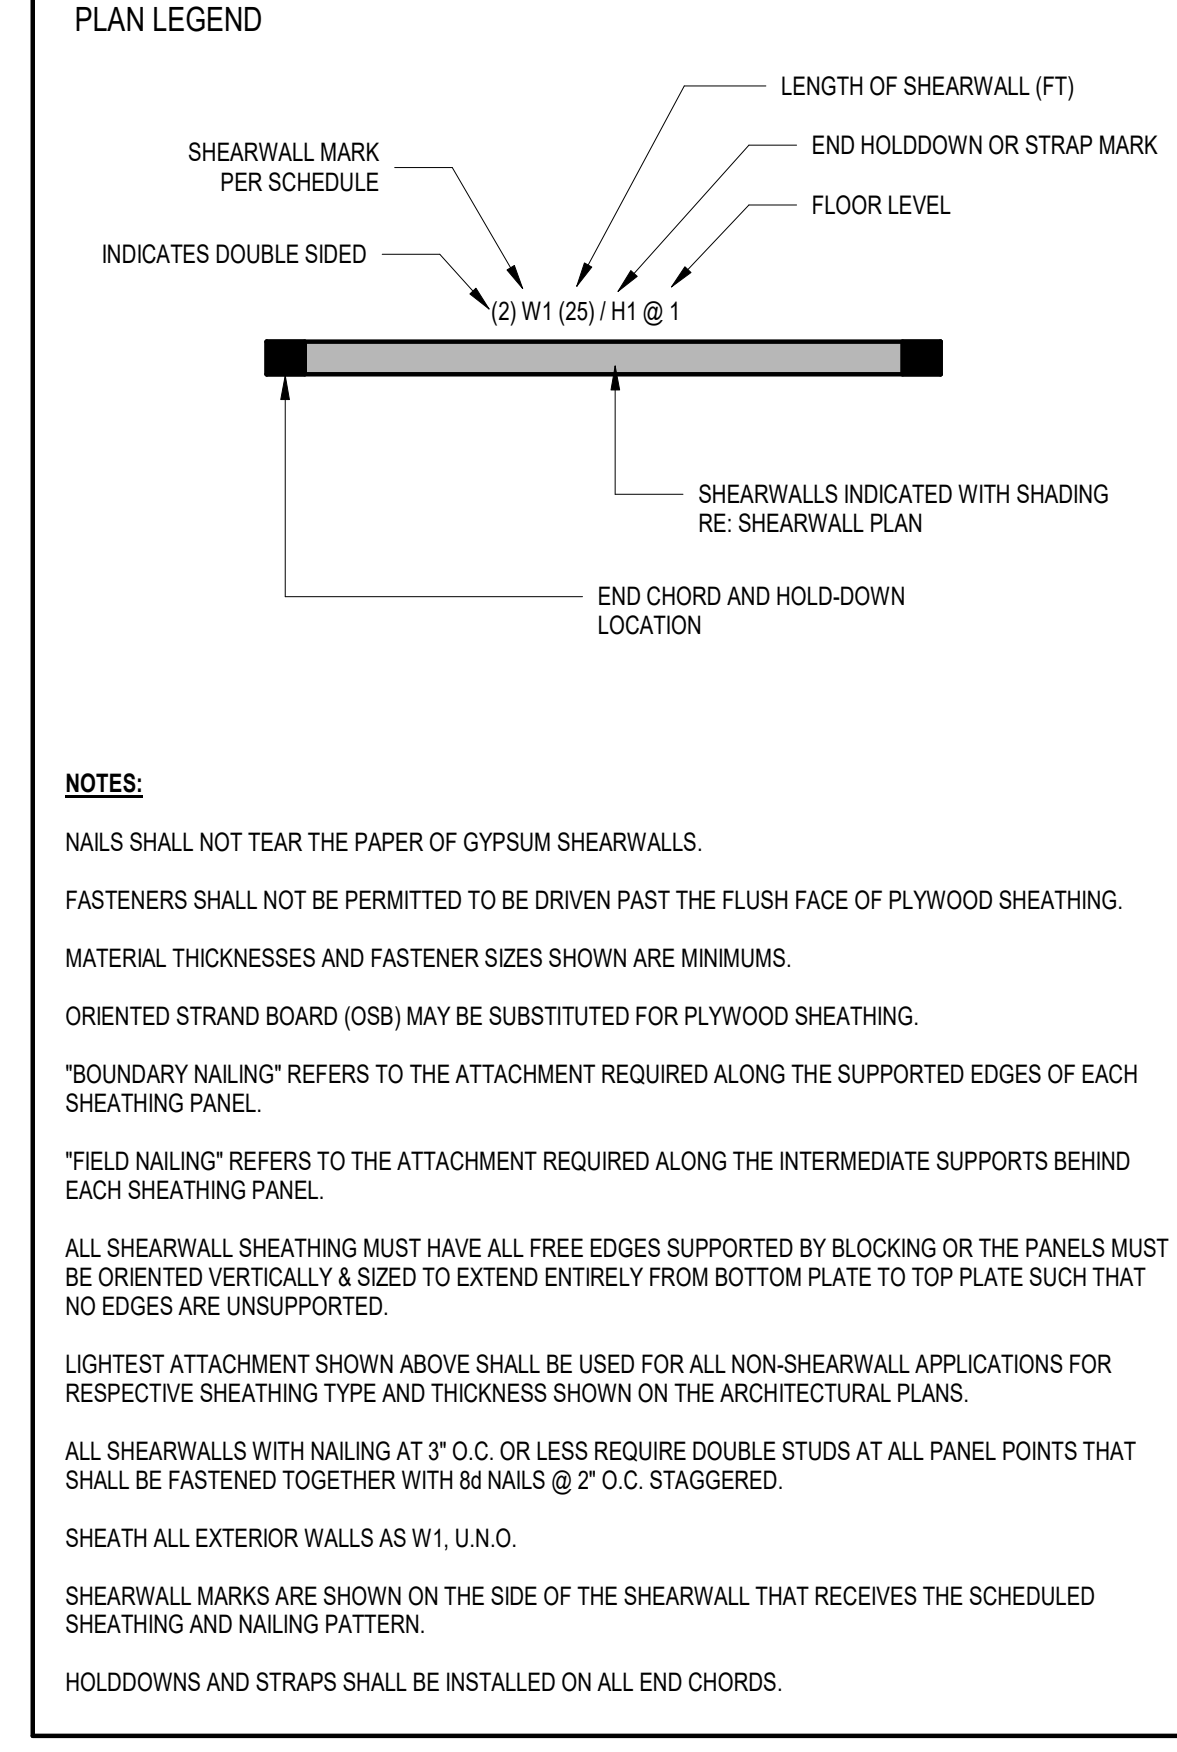 PLAN LEGEND
LENGTH OF SHEARWALL (FT)
SHEARWALL MARK
PER SCHEDULE
END HOLDDOWN OR STRAP MARK
FLOOR LEVEL
INDICATES DOUBLE SIDED
(2) W1 (25) / H1 @ 1
SHEARWALLS INDICATED WITH SHADING
RE: SHEARWALL PLAN
END CHORD AND HOLD-DOWN
LOCATION
NOTES:
NAILS SHALL NOT TEAR THE PAPER OF GYPSUM SHEARWALLS.
FASTENERS SHALL NOT BE PERMITTED TO BE DRIVEN PAST THE FLUSH FACE OF PLYWOOD SHEATHING.
MATERIAL THICKNESSES AND FASTENER SIZES SHOWN ARE MINIMUMS.
ORIENTED STRAND BOARD (OSB) MAY BE SUBSTITUTED FOR PLYWOOD SHEATHING.
"BOUNDARY NAILING" REFERS TO THE ATTACHMENT REQUIRED ALONG THE SUPPORTED EDGES OF EACH
SHEATHING PANEL.
"FIELD NAILING" REFERS TO THE ATTACHMENT REQUIRED ALONG THE INTERMEDIATE SUPPORTS BEHIND
EACH SHEATHING PANEL.
ALL SHEARWALL SHEATHING MUST HAVE ALL FREE EDGES SUPPORTED BY BLOCKING OR THE PANELS MUST
BE ORIENTED VERTICALLY & SIZED TO EXTEND ENTIRELY FROM BOTTOM PLATE TO TOP PLATE SUCH THAT
NO EDGES ARE UNSUPPORTED.
LIGHTEST ATTACHMENT SHOWN ABOVE SHALL BE USED FOR ALL NON-SHEARWALL APPLICATIONS FOR
RESPECTIVE SHEATHING TYPE AND THICKNESS SHOWN ON THE ARCHITECTURAL PLANS.
ALL SHEARWALLS WITH NAILING AT 3" O.C. OR LESS REQUIRE DOUBLE STUDS AT ALL PANEL POINTS THAT
SHALL BE FASTENED TOGETHER WITH 8d NAILS @ 2" O.C. STAGGERED.
SHEATH ALL EXTERIOR WALLS AS W1, U.N.O.
SHEARWALL MARKS ARE SHOWN ON THE SIDE OF THE SHEARWALL THAT RECEIVES THE SCHEDULED
SHEATHING AND NAILING PATTERN.
HOLDDOWNS AND STRAPS SHALL BE INSTALLED ON ALL END CHORDS.